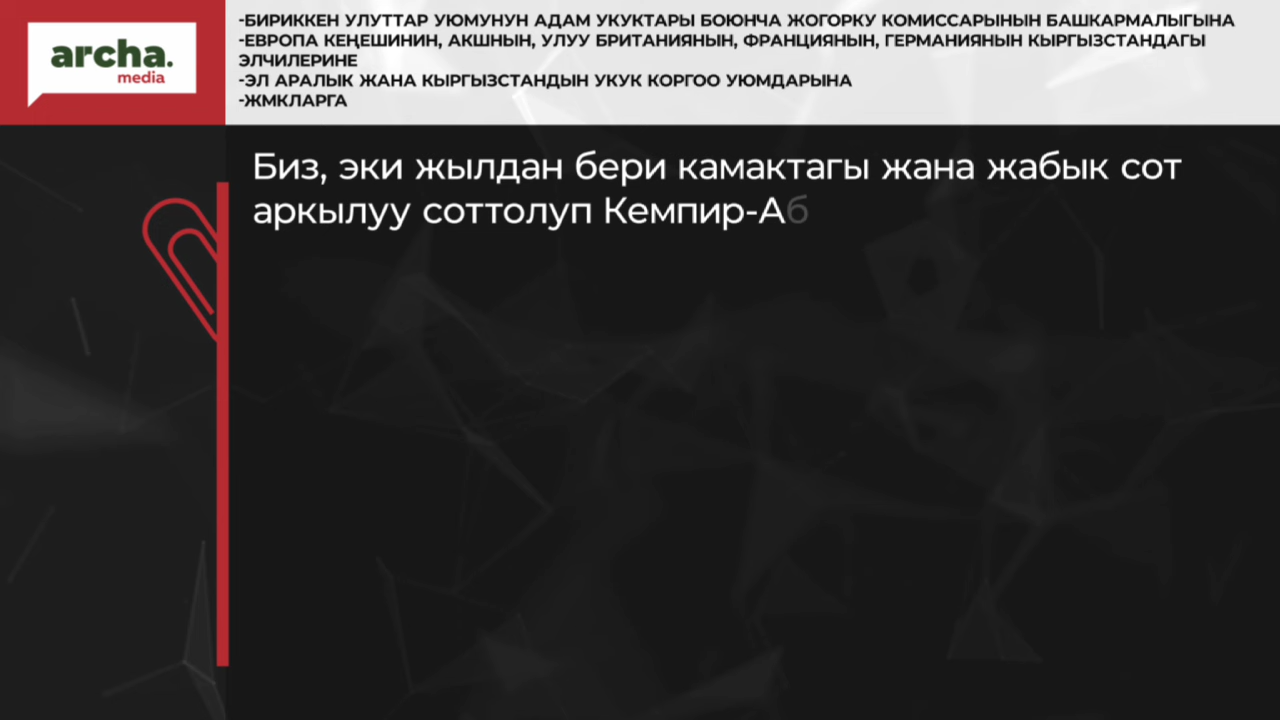 archa.
media
-БИРИККЕН УЛУТТАР УЮМУНУН АДАМ УКУКТАРЫ БОЮНЧА ЖОГОРКУ КОМИССАРЫНЫН БАШКАРМАЛЫГЫНА
-ЕВРОПА КЕҢЕШИНИН, АКШНЫН, УЛУУ БРИТАНИЯНЫН, ФРАНЦИЯНЫН, ГЕРМАНИЯНЫН КЫРГЫЗСТАНДАГЫ
ЭЛЧИЛЕРИНЕ
-ЭЛ АРАЛЫК ЖАНА КЫРГЫЗСТАНДЫН УКУК КОРГОО УЮМДАРЫНА
-ЖМКЛАРГА
Биз, эки жылдан бери камактагы жана жабык сот
аркылуу соттолуп Кемпир-Аб